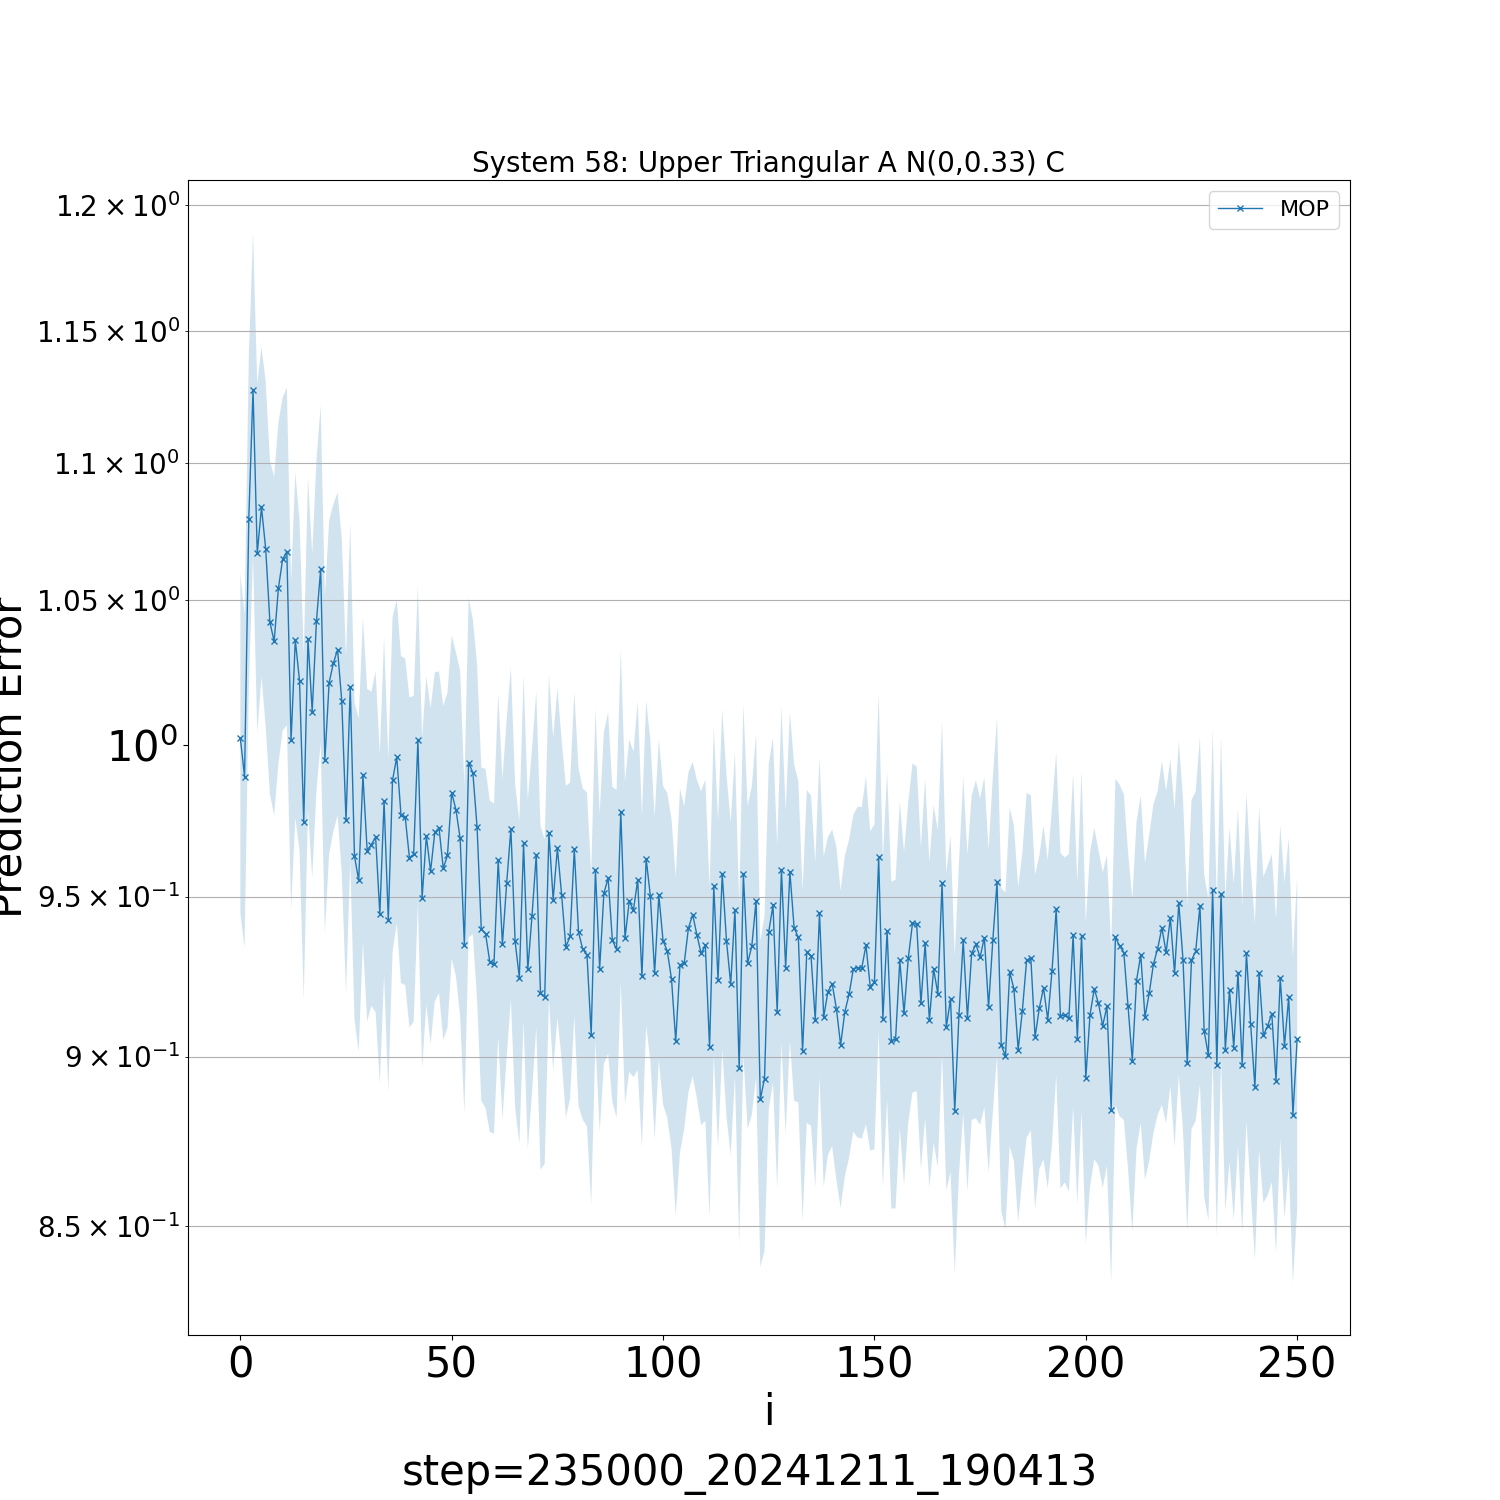 System 58: Upper Triangular A N(0,0.33) C
MOP
Prediction Error
1.2 × 10⁰
1.15 × 10⁰
1.1 × 10⁰
1.05 × 10⁰
10⁰
9.5 × 10⁻¹
9 × 10⁻¹
8.5 × 10⁻¹
0 50 100 150 200 250
i
step=235000_20241211_190413